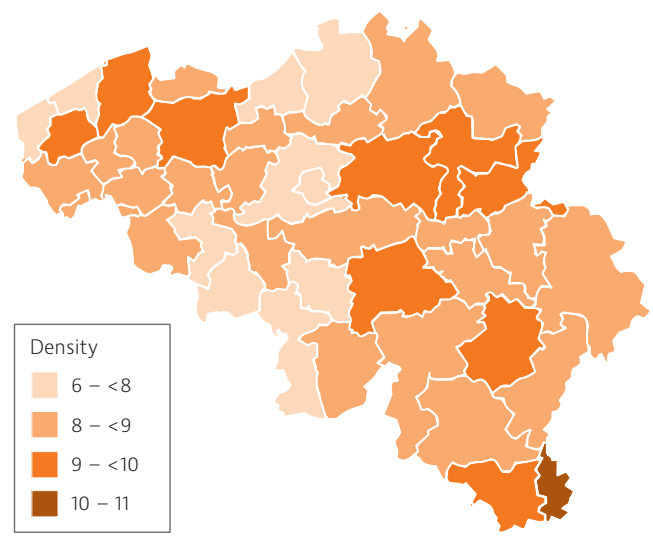 Density
6 – <8
8 – <9
9 – <10
10 – 11